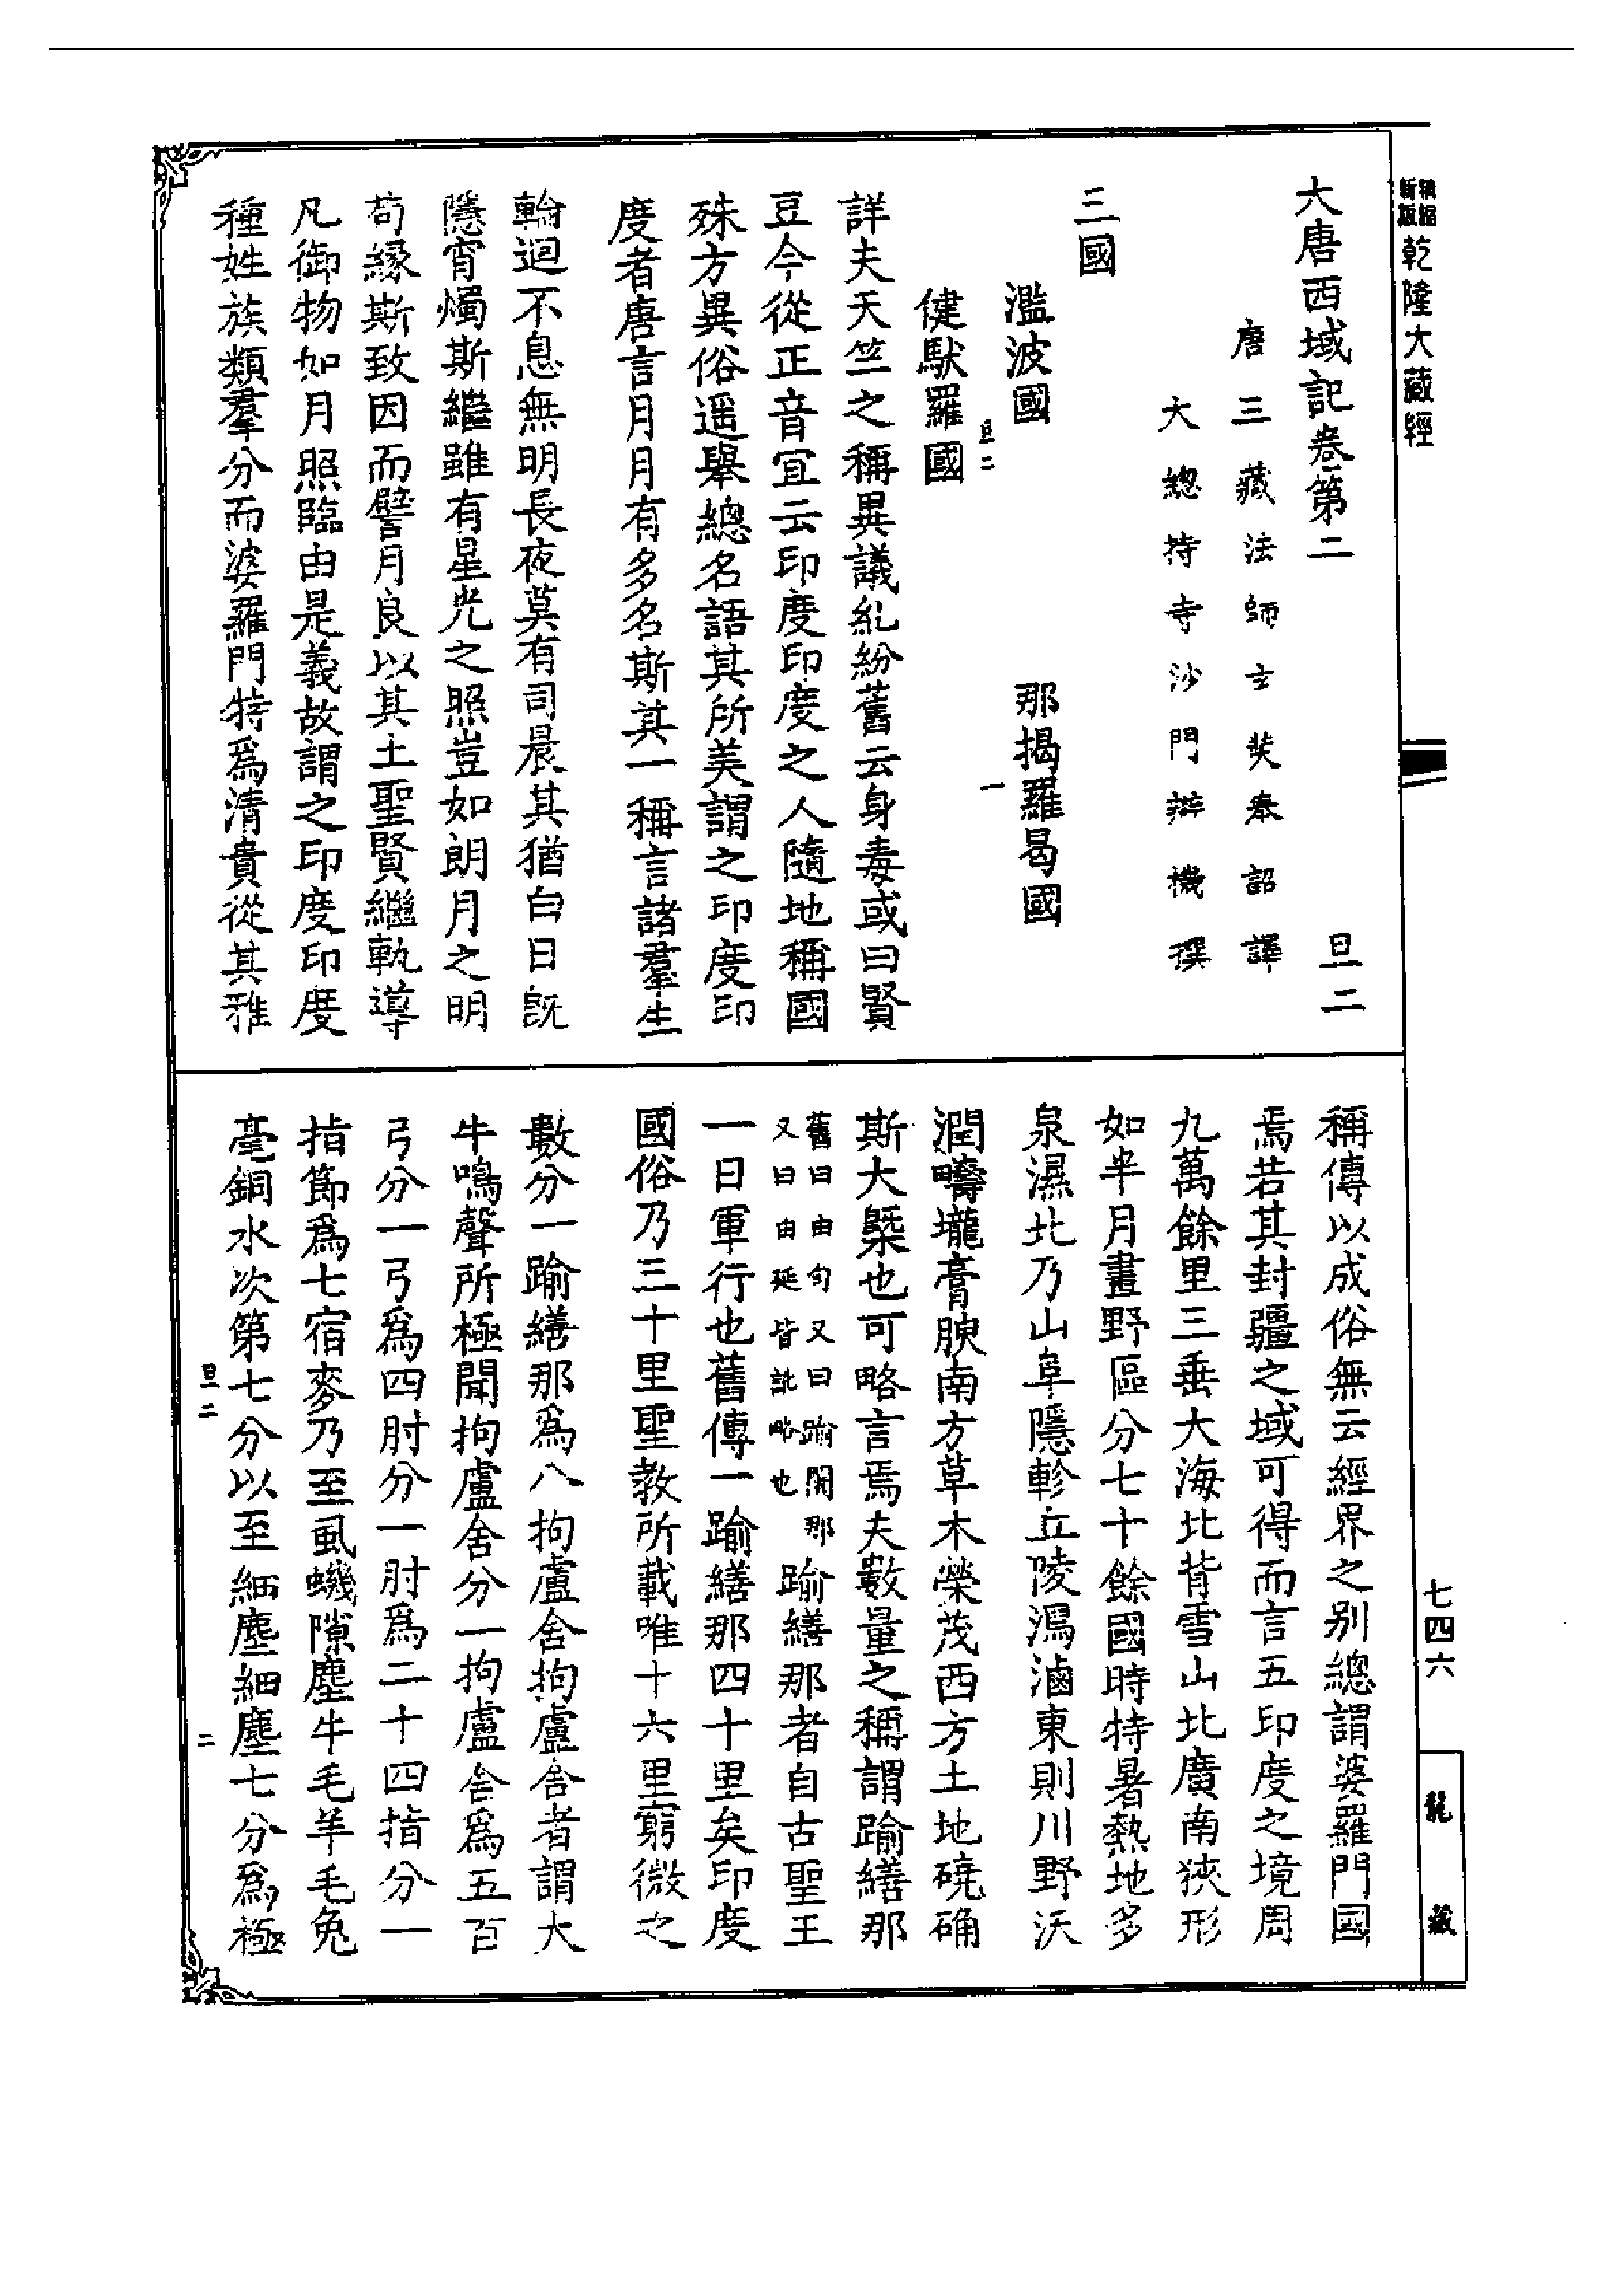 精縮新版乾隆大藏經
七四六
龍藏
大唐西域記卷第二 旦二
唐三藏法師玄奘奉詔譯
大總持寺沙門辯機撰
三國
濫波國 那揭羅曷國
旦二 一
健馱羅國
詳夫天竺之稱異議糺紛舊云身毒或曰賢
豆今從正音宜云印度印度之人隨地稱國
殊方異俗遥舉總名語其所美謂之印度印
度者唐言月月有多名斯其一稱言諸羣生
輪迴不息無明長夜莫有司晨其猶白日旣
隱宵燭斯繼雖有星光之照豈如朗月之明
苟緣斯致因而譬月良以其土聖賢繼軌導
凡御物如月照臨由是義故謂之印度印度
種姓族類羣分而婆羅門特爲清貴從其雅
稱傳以成俗無云經界之別總謂婆羅門國
焉若其封疆之域可得而言五印度之境周
九萬餘里三垂大海北背雪山北廣南狹形
如半月畫野區分七十餘國時特暑熱地多
泉濕北乃山阜隱軫丘陵潟滷東則川野沃
潤疇壠膏腴南方草木榮茂西方土地磽确
斯大槩也可略言焉夫數量之稱謂踰繕那
舊曰由旬又曰踰闍那又曰由延皆訛略也踰繕那者自古聖王
一日軍行也舊傳一踰繕那四十里矣印度
國俗乃三十里聖教所載唯十六里窮微之
數分一踰繕那爲八拘盧舍拘盧舍者謂大
牛鳴聲所極聞拘盧舍分一拘盧舍爲五百
弓分一弓爲四肘分一肘爲二十四指分一
指節爲七宿麥乃至虱蟣隙塵牛毛羊毛兔
毫銅水次第七分以至細塵細塵七分爲極
旦二 二